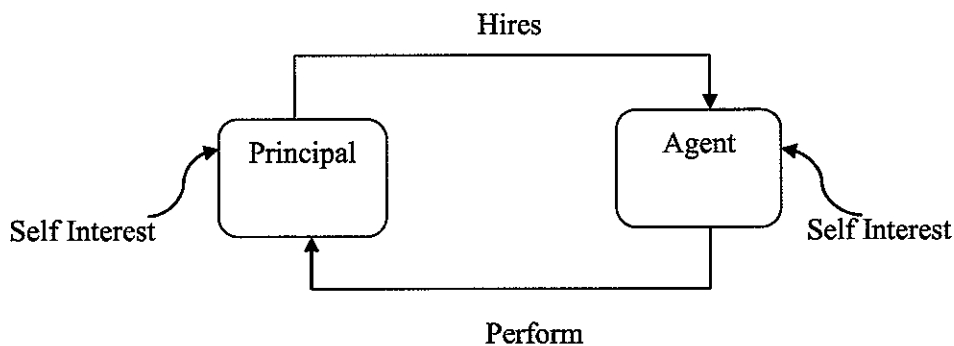 Hires
Principal
Agent
Self Interest
Self Interest
Perform